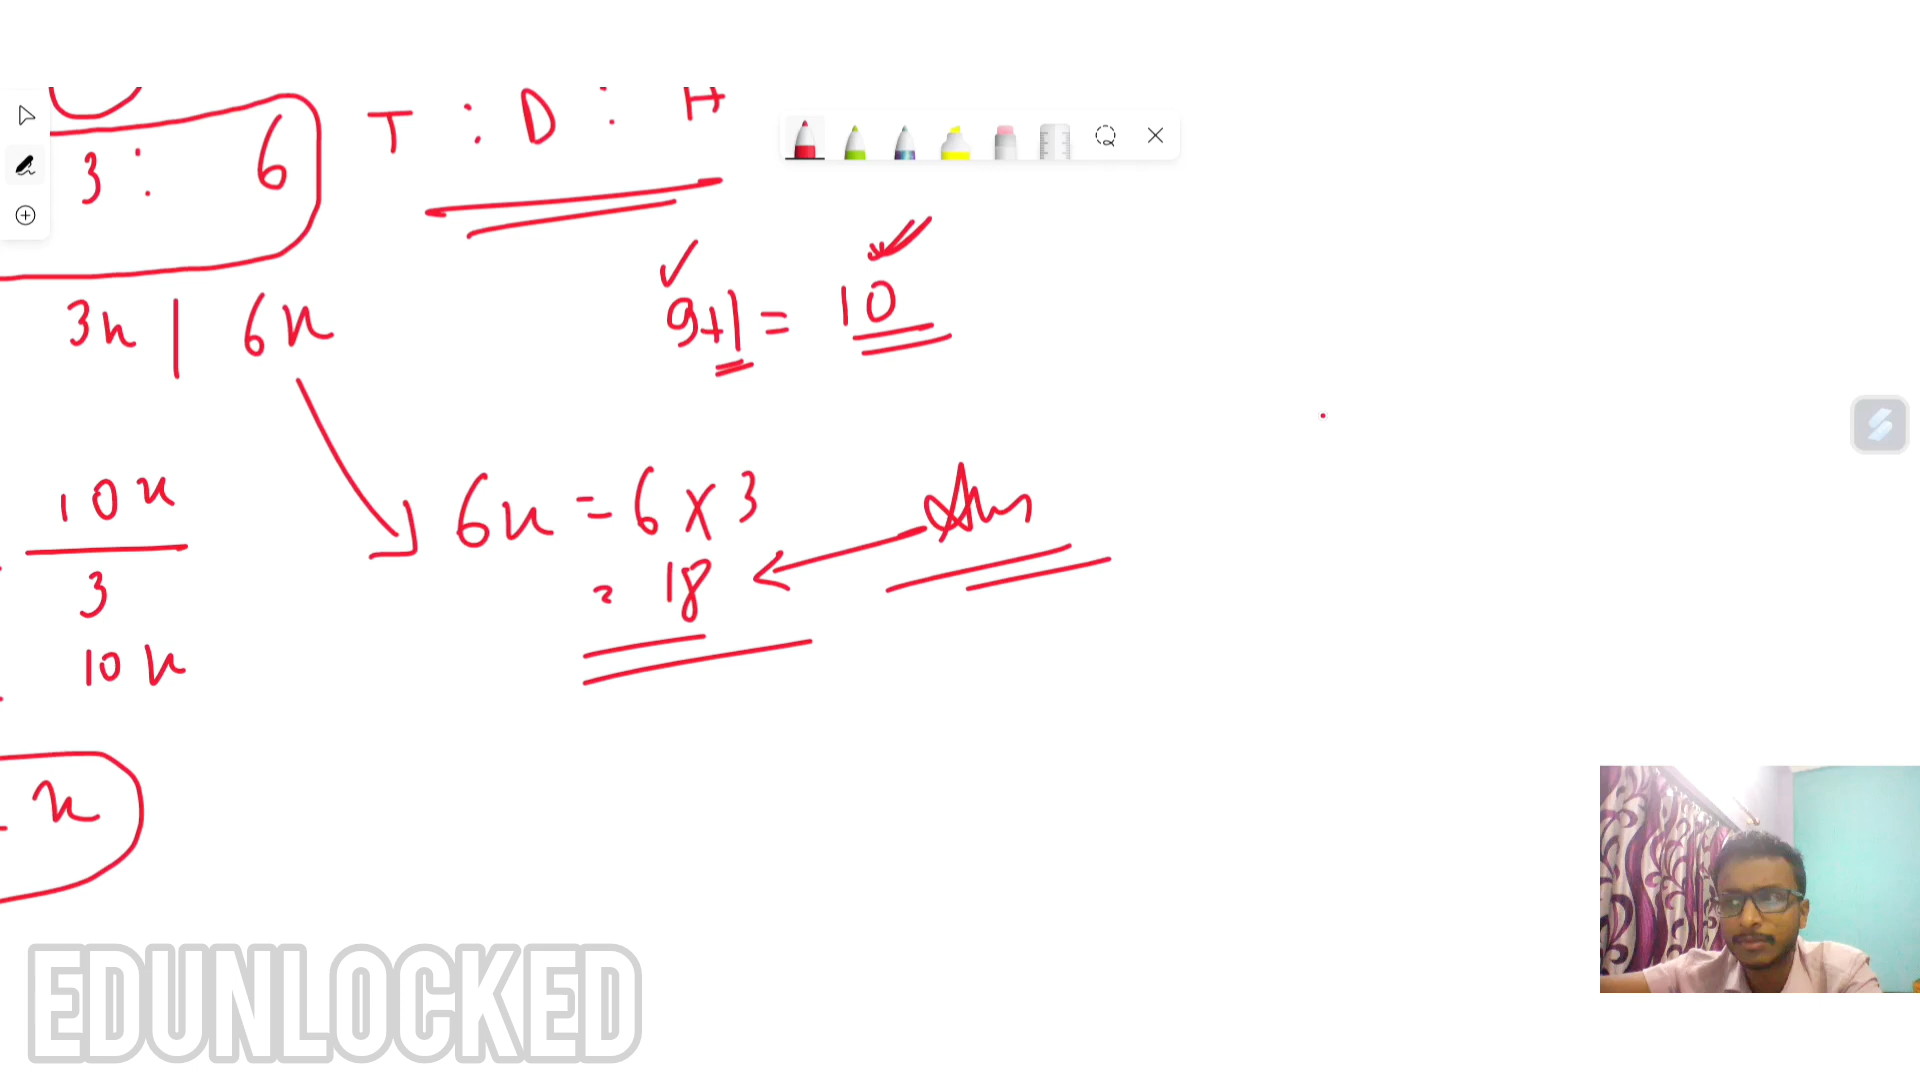 T : D : H
3 : 6
9+1 = 10
3x | 6x
10x
6x = 6 x 3
Ans
3
= 18
10x
x
EDUNLOCKED